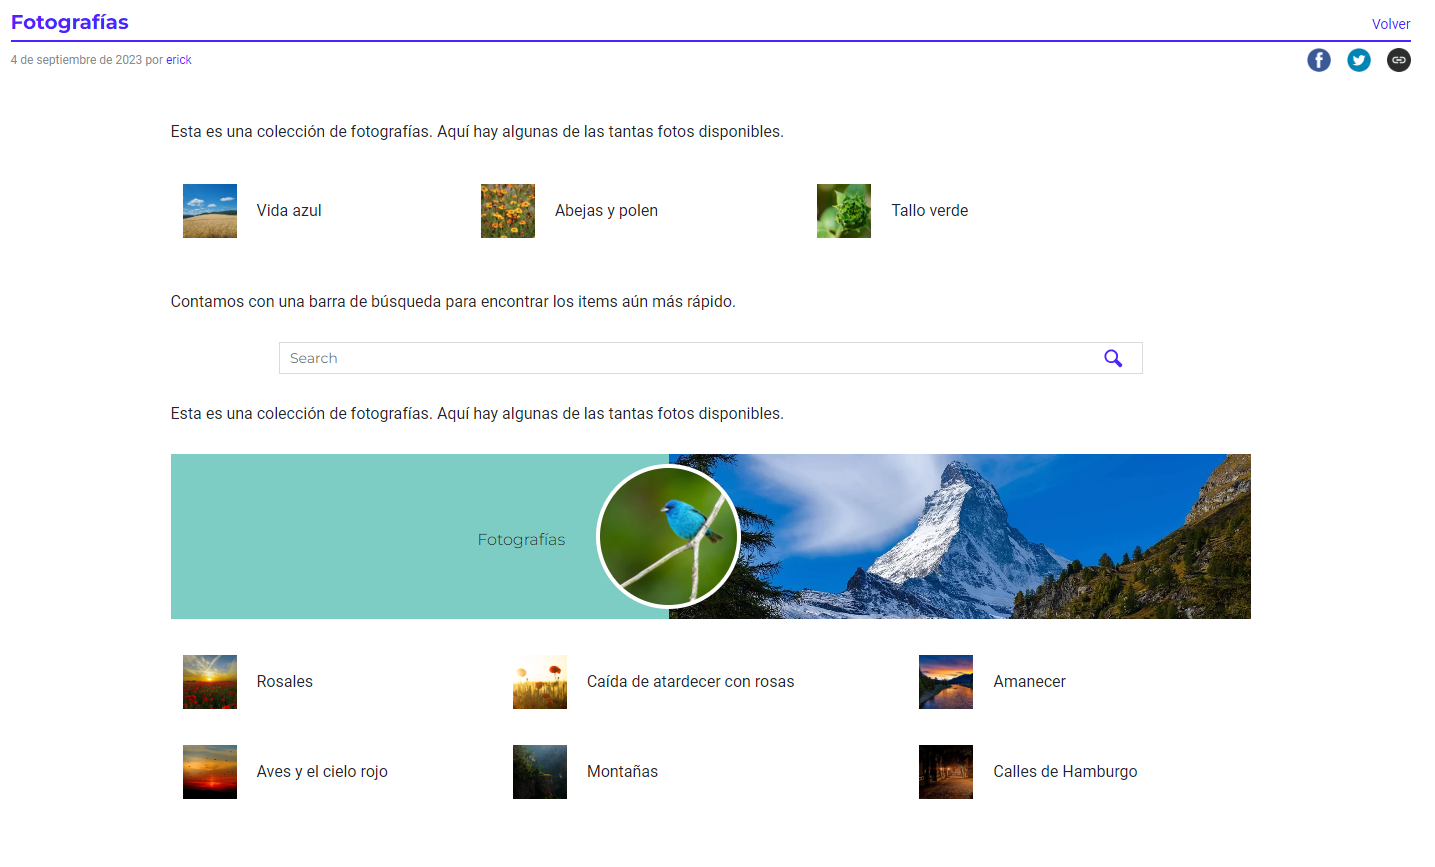 Fotografías
Volver
4 de septiembre de 2023 por erick
Esta es una colección de fotografías. Aquí hay algunas de las tantas fotos disponibles.
Vida azul
Abejas y polen
Tallo verde
Contamos con una barra de búsqueda para encontrar los items aún más rápido.
Search
Esta es una colección de fotografías. Aquí hay algunas de las tantas fotos disponibles.
Fotografías
Rosales
Caída de atardecer con rosas
Amanecer
Aves y el cielo rojo
Montañas
Calles de Hamburgo